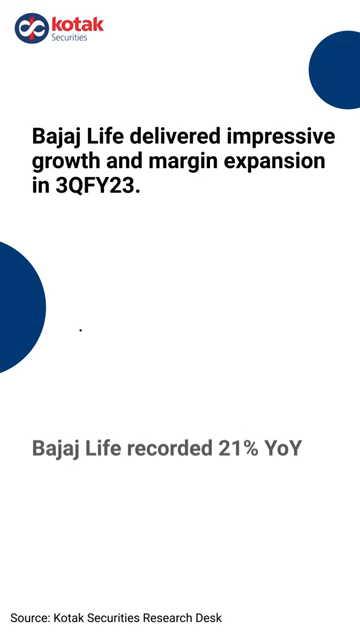 kotak
Securities
Bajaj Life delivered impressive
growth and margin expansion
in 3QFY23.
Bajaj Life recorded 21% YoY
Source: Kotak Securities Research Desk